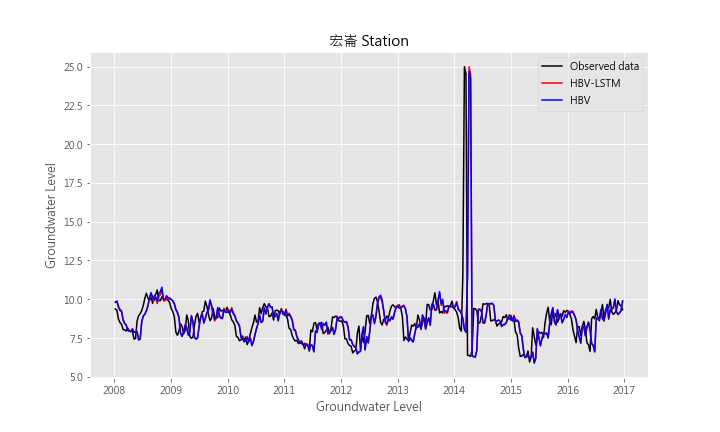 宏崙 Station
Groundwater Level
25.0
22.5
20.0
17.5
15.0
12.5
10.0
7.5
5.0
Observed data
HBV-LSTM
HBV
2008 2009 2010 2011 2012 2013 2014 2015 2016 2017
Groundwater Level